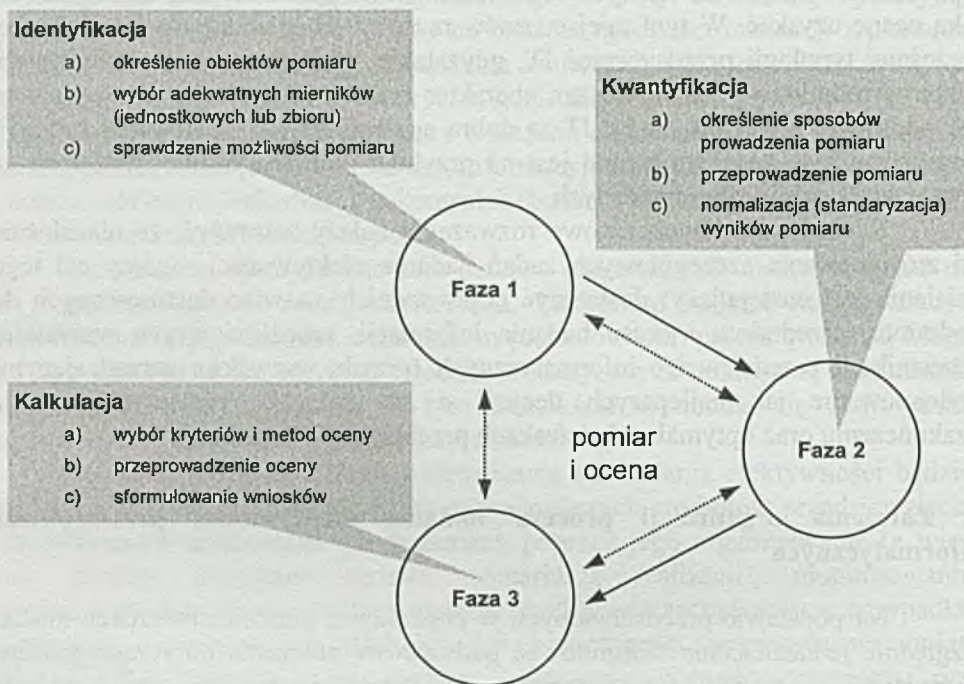 Identyfikacja
a) określenie obiektów pomiaru
b) wybór adekwatnych mierników
(jednostkowych lub zbioru)
c) sprawdzenie możliwości pomiaru
Kwantyfikacja
a) określenie sposobów
prowadzenia pomiaru
b) przeprowadzenie pomiaru
c) normalizacja (standaryzacja)
wyników pomiaru
Faza 1
Kalkulacja
a) wybór kryteriów i metod oceny
b) przeprowadzenie oceny
c) sformułowanie wniosków
pomiar
i ocena
Faza 2
Faza 3